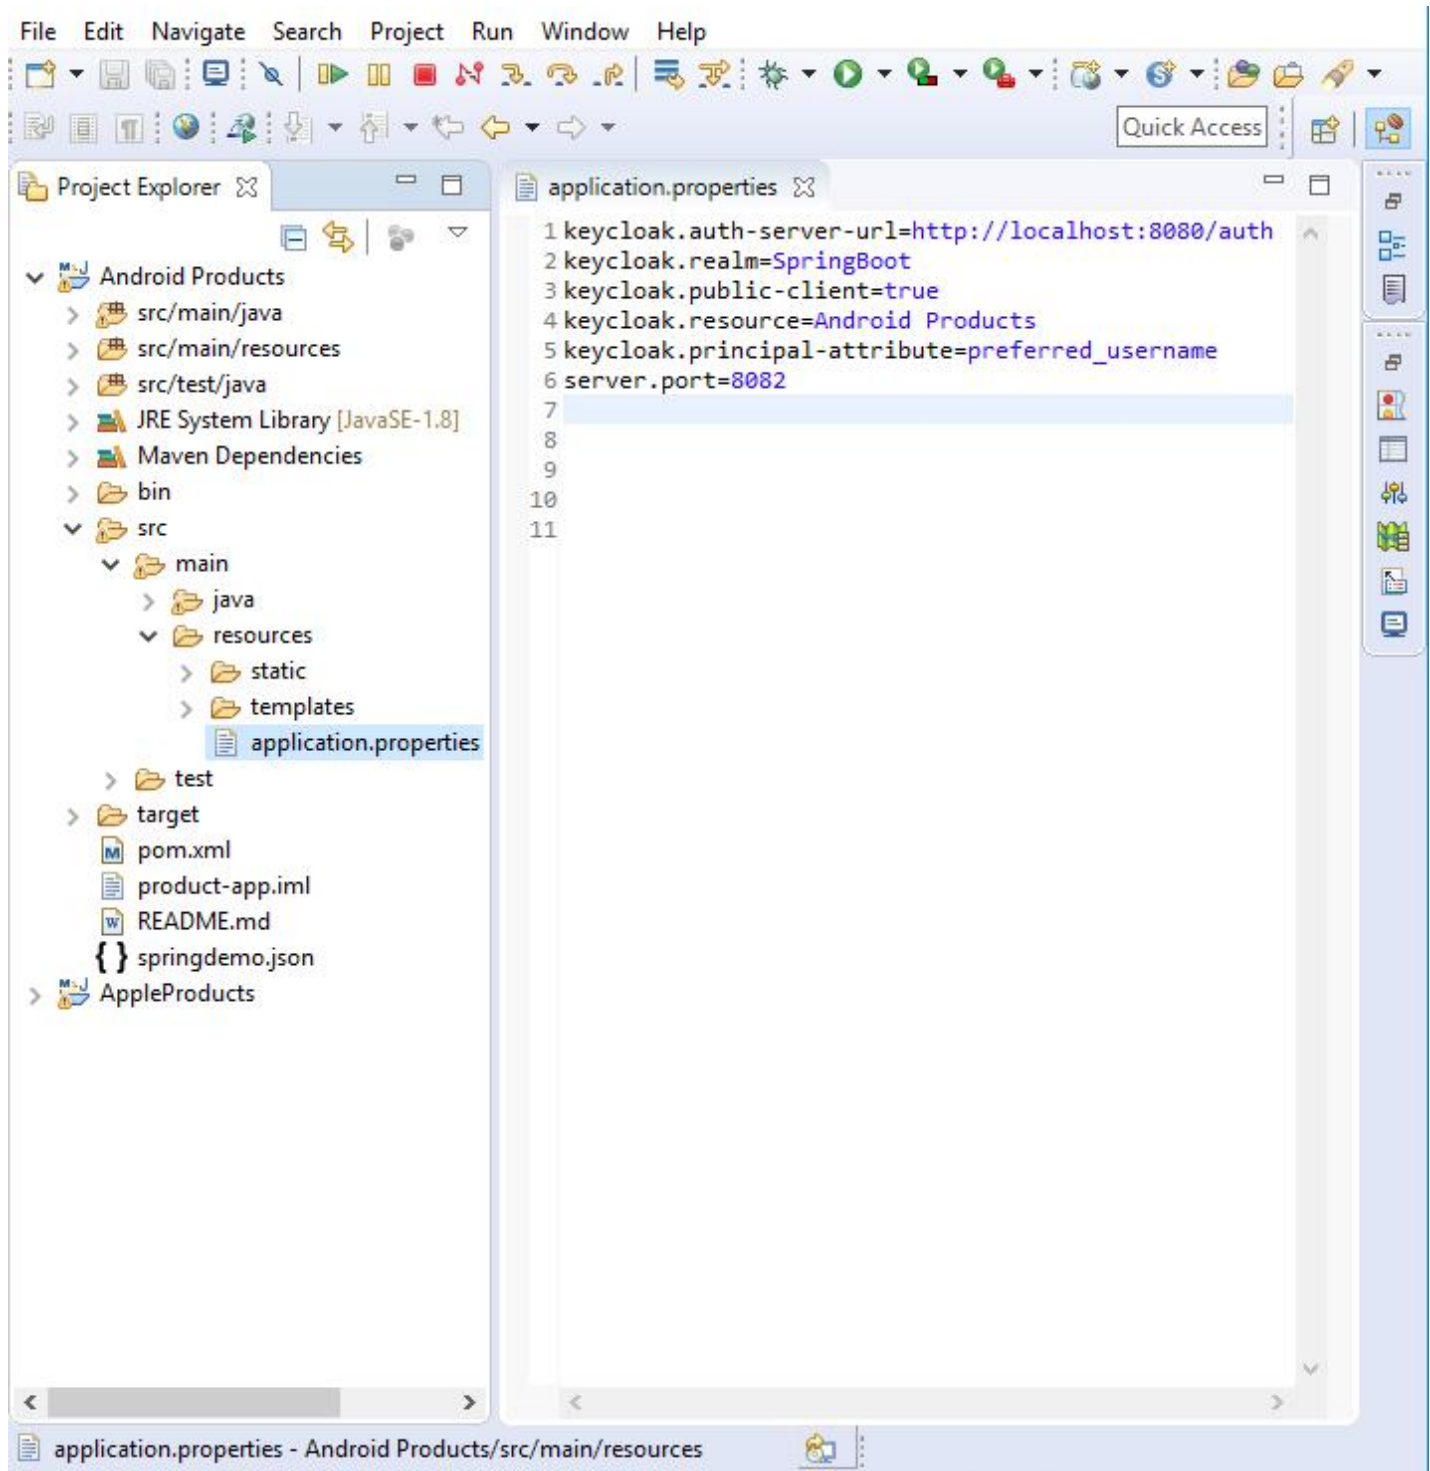 File Edit Navigate Search Project Run Window Help
Quick Access
Project Explorer
Android Products
src/main/java
src/main/resources
src/test/java
JRE System Library [JavaSE-1.8]
Maven Dependencies
bin
src
main
java
resources
static
templates
application.properties
test
target
pom.xml
product-app.iml
README.md
springdemo.json
AppleProducts
application.properties
1 keycloak.auth-server-url=http://localhost:8080/auth
2 keycloak.realm=SpringBoot
3 keycloak.public-client=true
4 keycloak.resource=Android Products
5 keycloak.principal-attribute=preferred_username
6 server.port=8082
7
8
9
10
11
application.properties - Android Products/src/main/resources